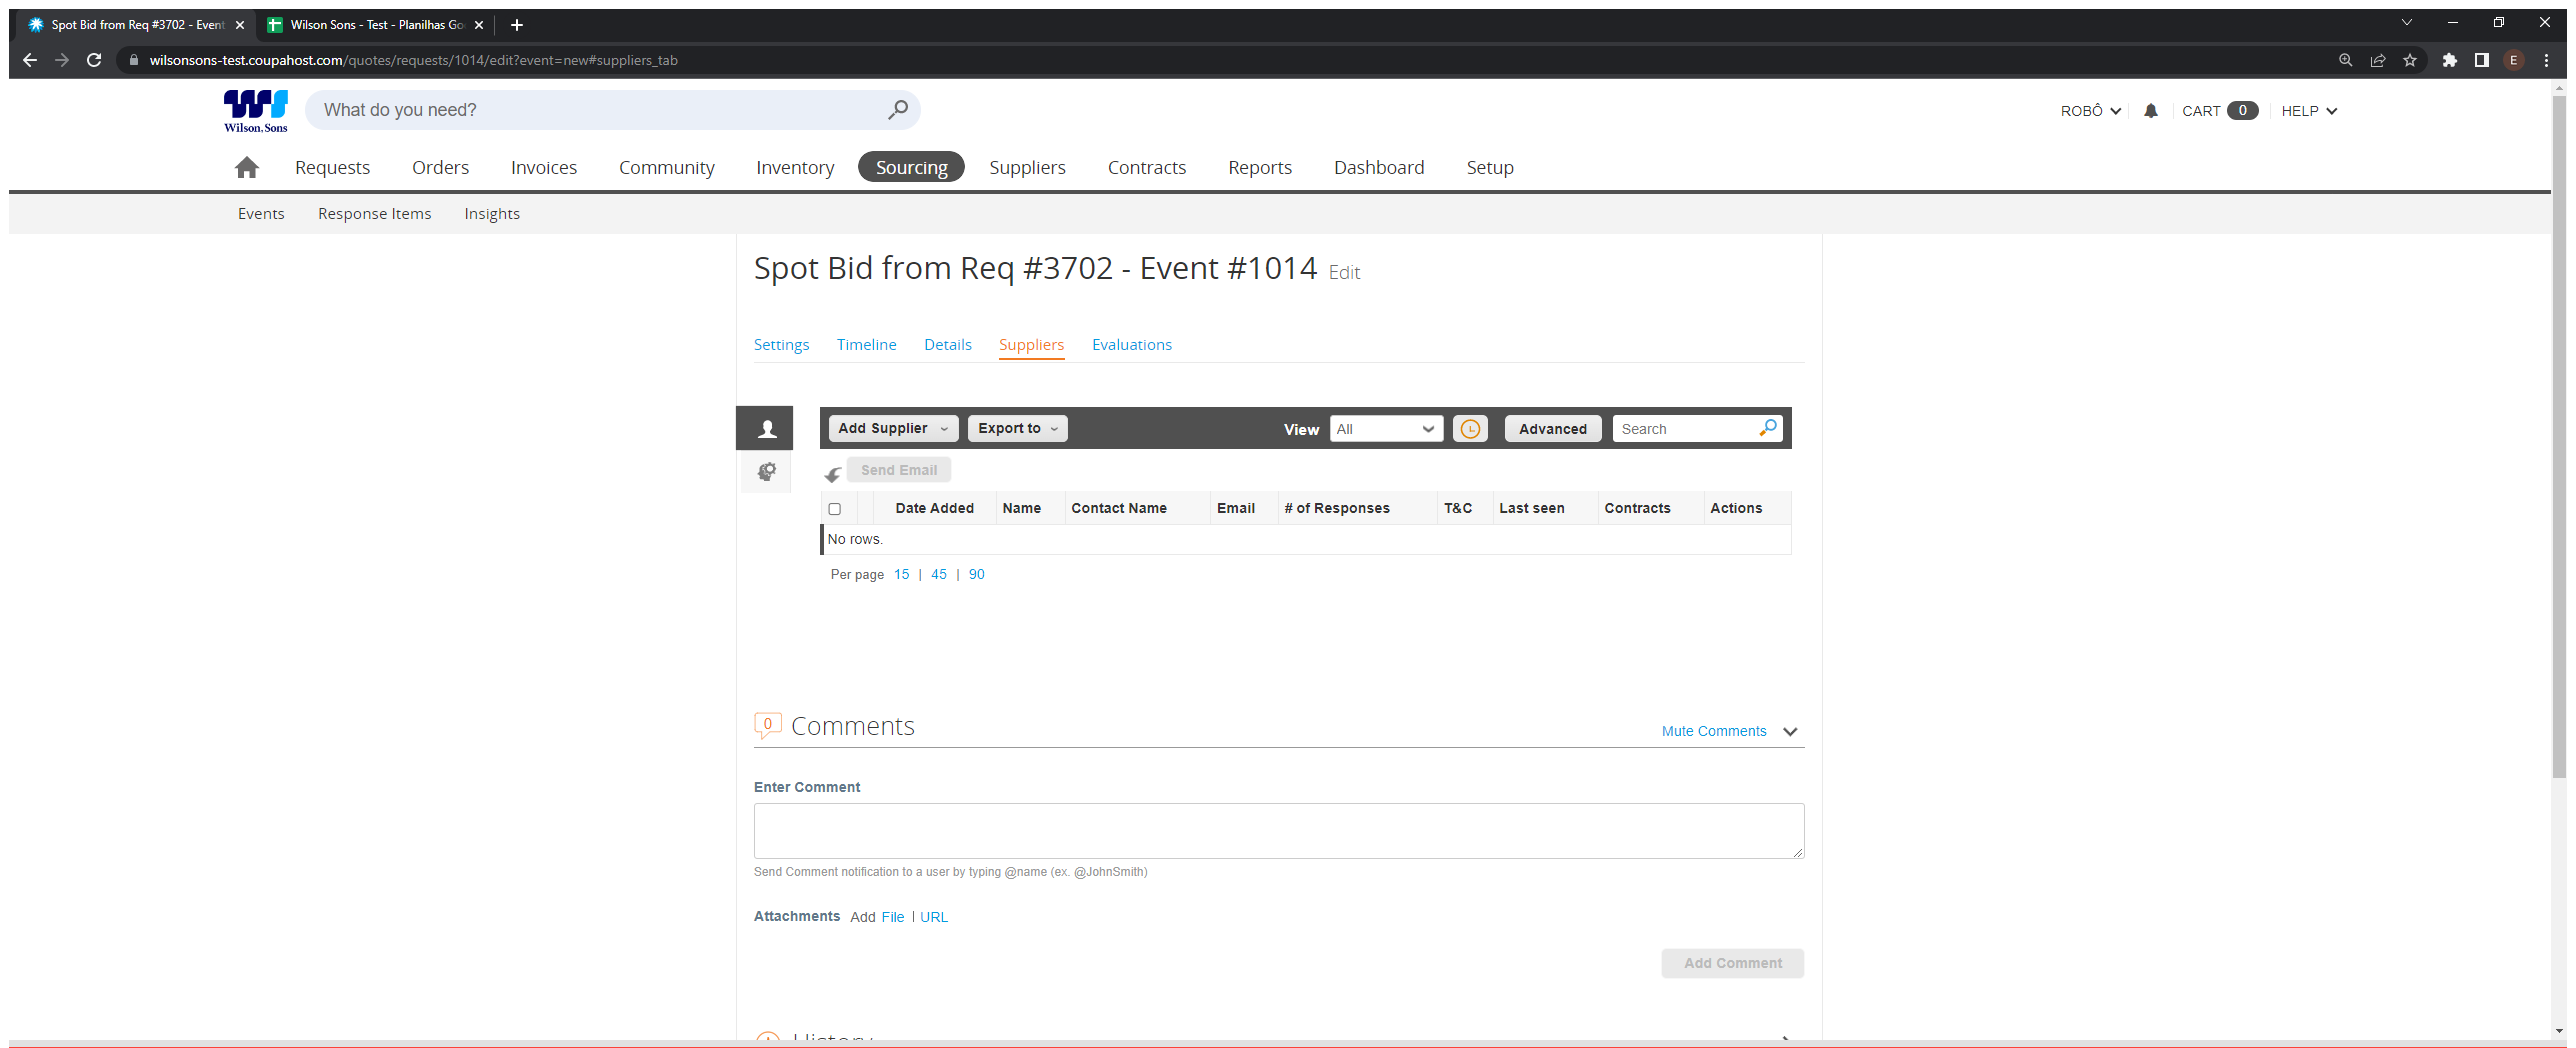 Spot Bid from Req #3702 - Event
Wilson Sons - Test - Planilhas Go
wilsonsons-test.coupahost.com/quotes/requests/1014/edit?event=new#suppliers_tab
E
WS
Wilson, Sons
What do you need?
ROBÔ
CART 0
HELP
Requests Orders Invoices Community Inventory Sourcing Suppliers Contracts Reports Dashboard Setup
Events Response Items Insights
Spot Bid from Req #3702 - Event #1014 Edit
Settings Timeline Details Suppliers Evaluations
Add Supplier Export to View All Advanced Search
Send Email
Date Added Name Contact Name Email # of Responses T&C Last seen Contracts Actions
No rows.
Per page 15 | 45 | 90
0 Comments
Mute Comments
Enter Comment
Send Comment notification to a user by typing @name (ex. @JohnSmith)
Attachments Add File | URL
Add Comment
History